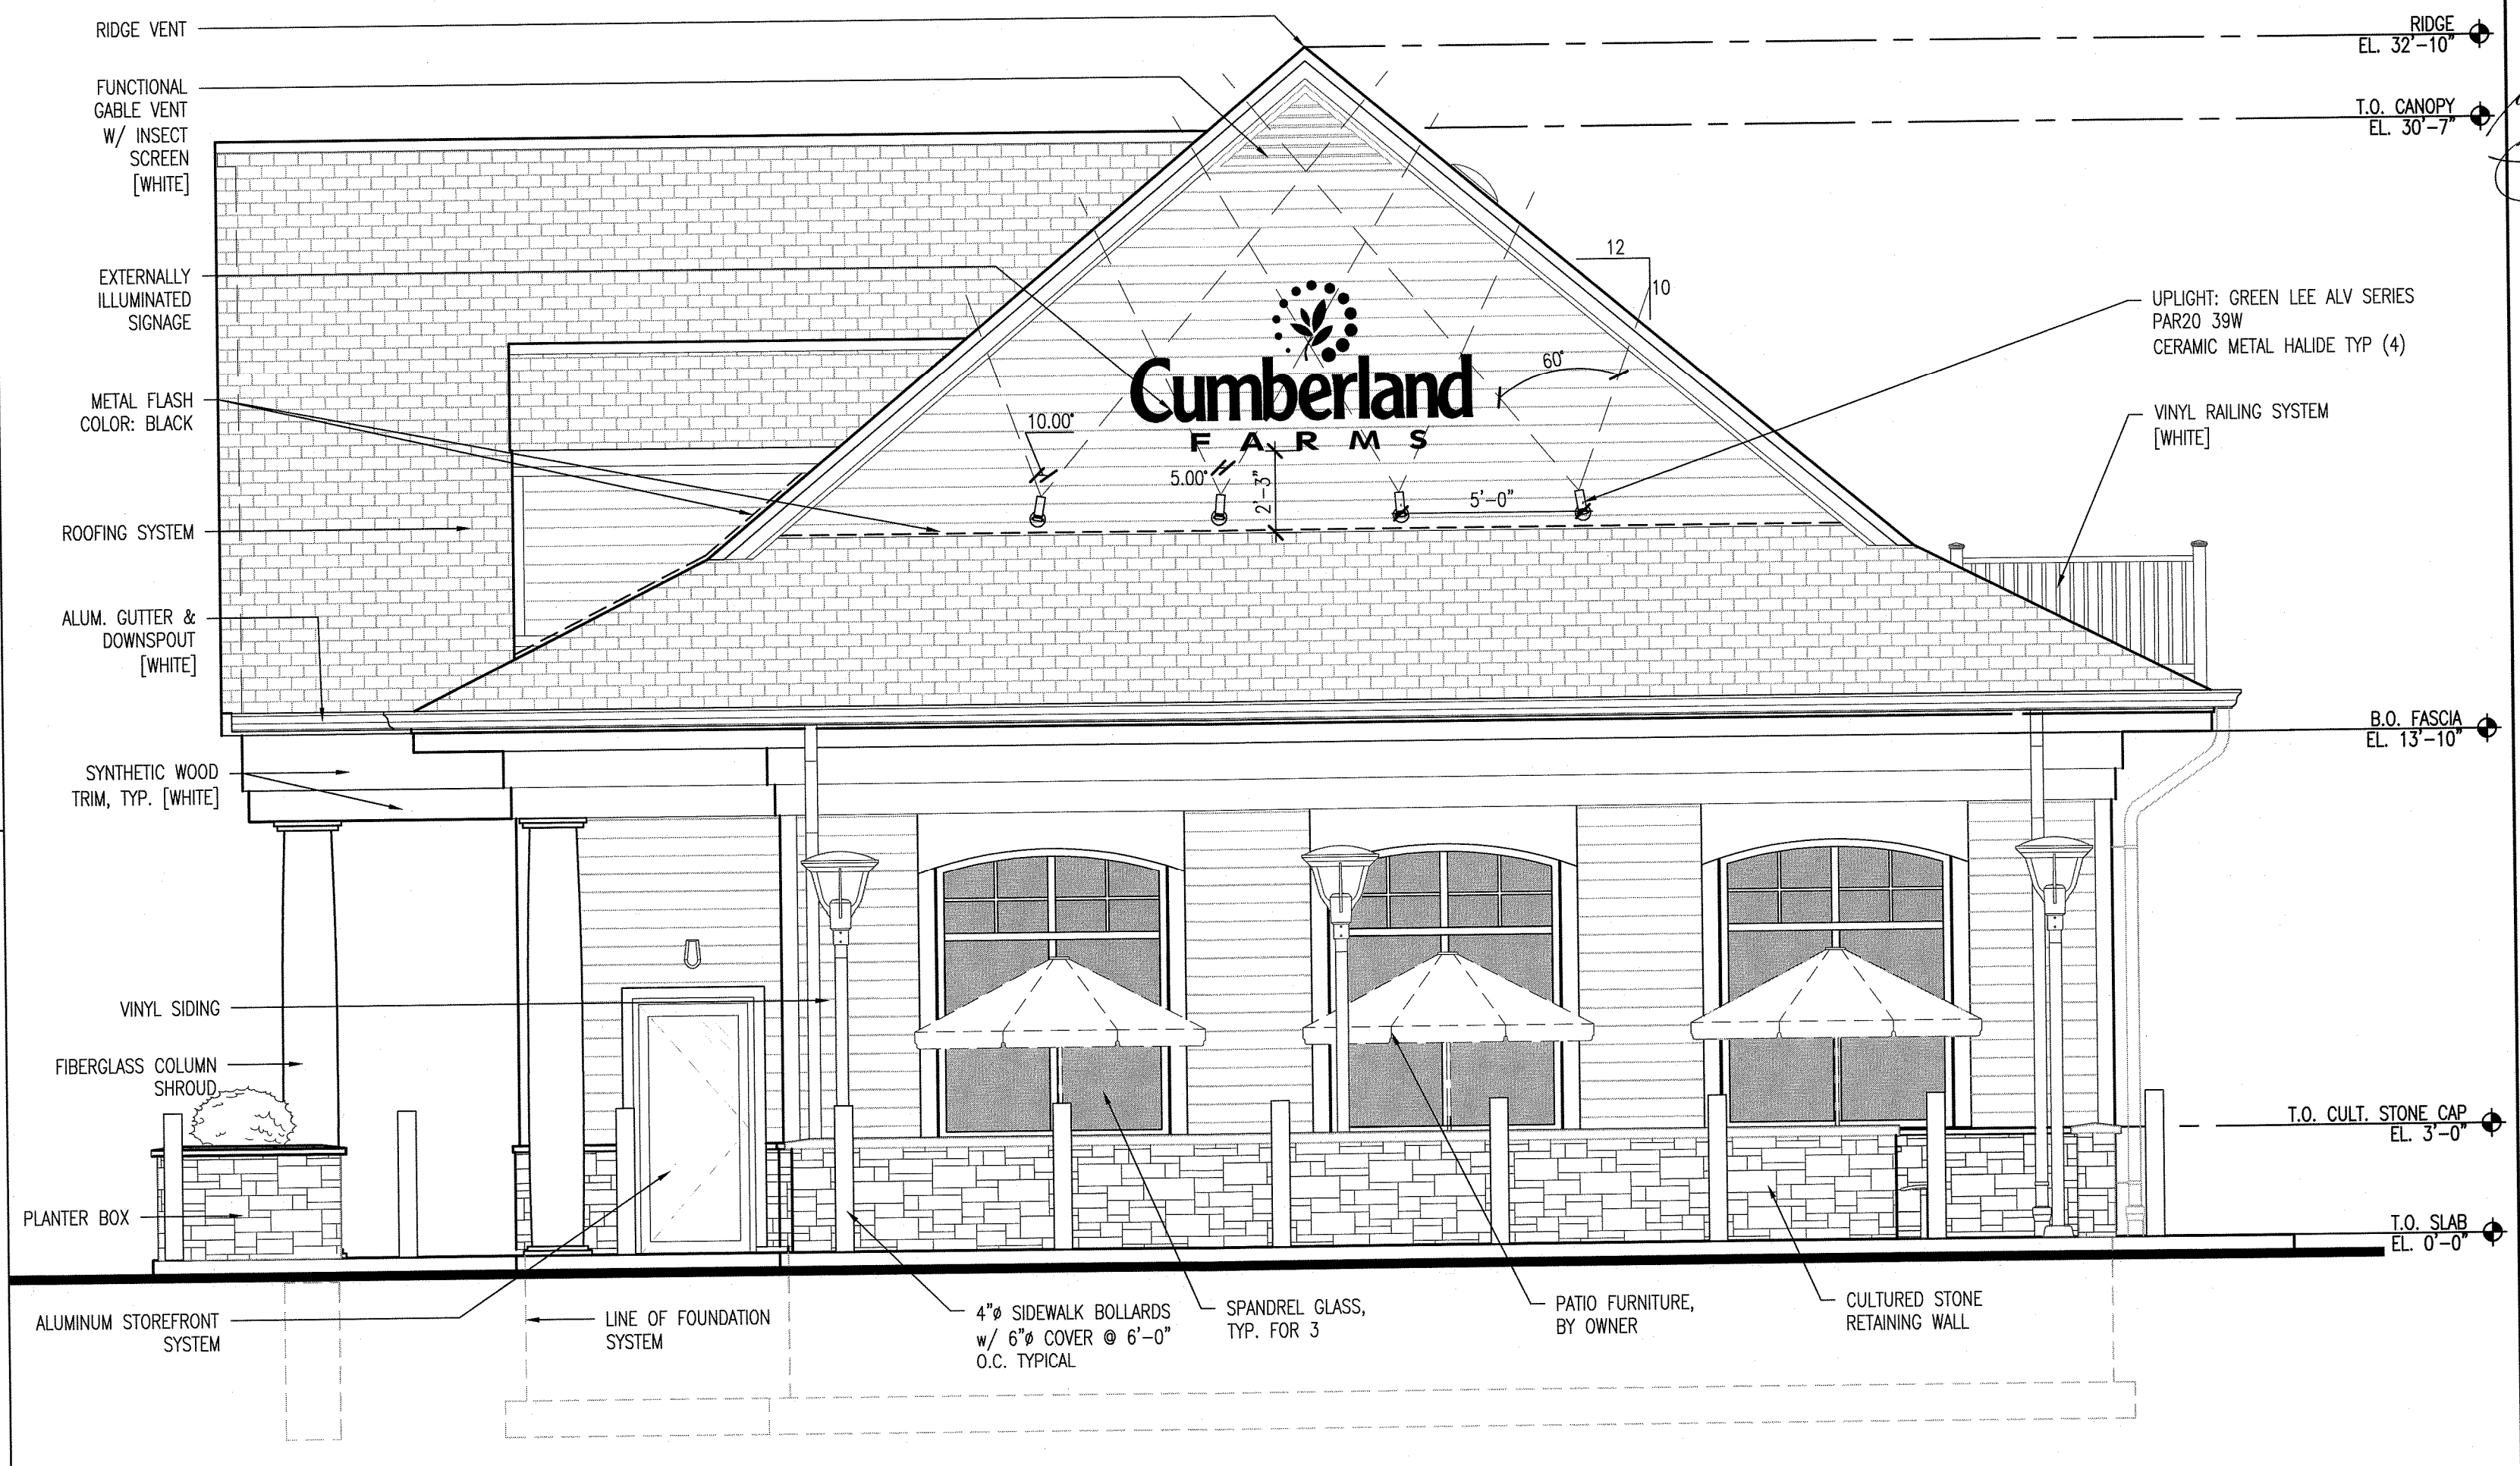 RIDGE VENT
FUNCTIONAL
GABLE VENT
W/ INSECT
SCREEN
[WHITE]
EXTERNALLY
ILLUMINATED
SIGNAGE
METAL FLASH
COLOR: BLACK
ROOFING SYSTEM
ALUM. GUTTER &
DOWNSPOUT
[WHITE]
SYNTHETIC WOOD
TRIM, TYP. [WHITE]
VINYL SIDING
FIBERGLASS COLUMN
SHROUD
PLANTER BOX
ALUMINUM STOREFRONT
SYSTEM
LINE OF FOUNDATION
SYSTEM
4"ø SIDEWALK BOLLARDS
w/ 6"ø COVER @ 6'-0"
O.C. TYPICAL
SPANDREL GLASS,
TYP. FOR 3
PATIO FURNITURE,
BY OWNER
CULTURED STONE
RETAINING WALL
Cumberland
FARMS
10.00°
5.00°
2'-3"
5'-0"
60°
12
10
UPLIGHT: GREEN LEE ALV SERIES
PAR20 39W
CERAMIC METAL HALIDE TYP (4)
VINYL RAILING SYSTEM
[WHITE]
RIDGE
EL. 32'-10"
T.O. CANOPY
EL. 30'-7"
B.O. FASCIA
EL. 13'-10"
T.O. CULT. STONE CAP
EL. 3'-0"
T.O. SLAB
EL. 0'-0"